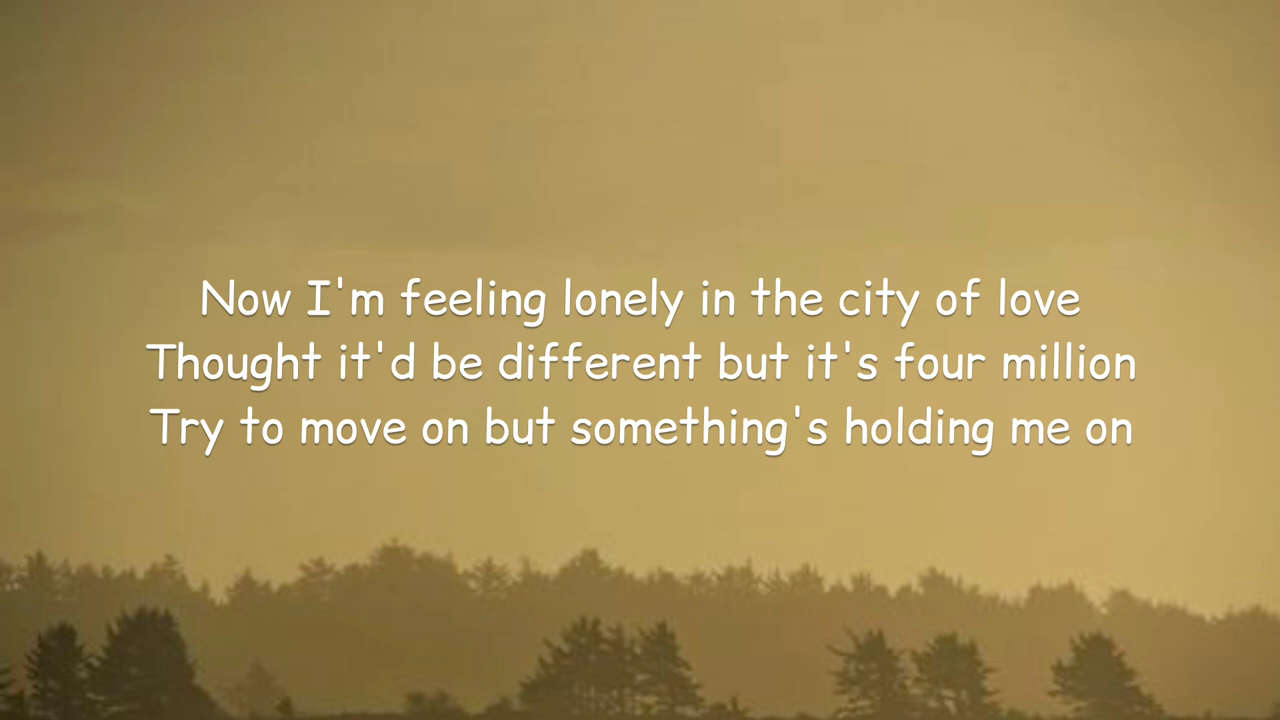 Now I'm feeling lonely in the city of love
Thought it'd be different but it's four million
Try to move on but something's holding me on